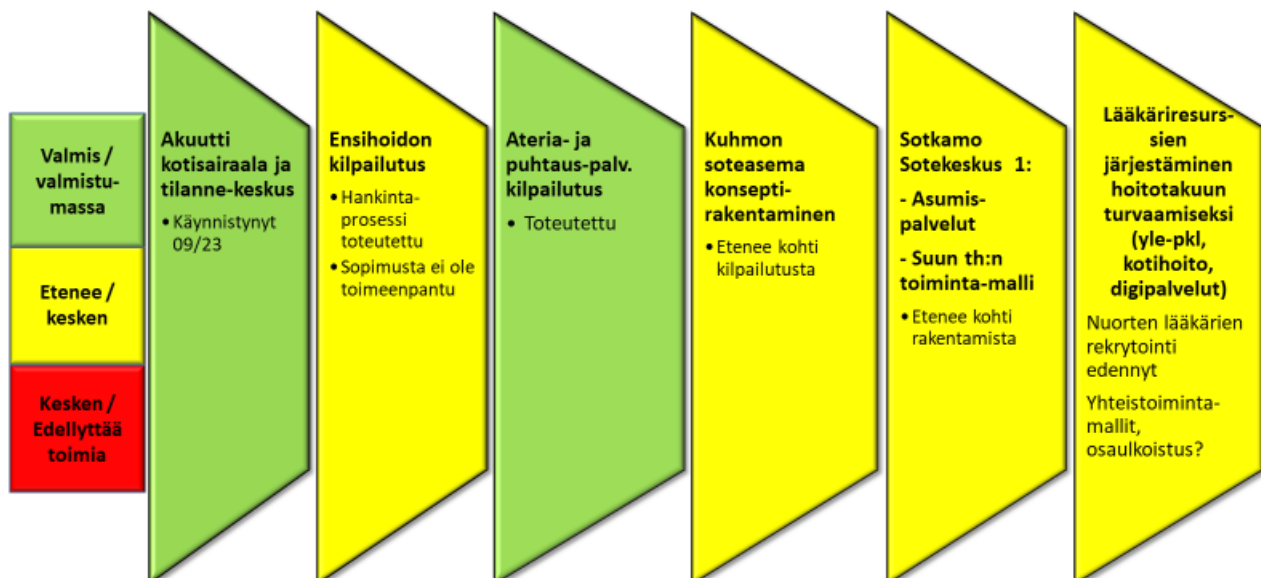 Valmis /
valmistu-
massa
Etenee /
kesken
Kesken /
Edellyttää
toimia
Akuutti
kotisairaala ja
tilanne-keskus
• Käynnistynyt
09/23
Ensihoidon
kilpailutus
• Hankinta-
prosessi
toteutettu
• Sopimusta ei ole
toimeenpantu
Ateria- ja
puhtaus-palv.
kilpailutus
• Toteutettu
Kuhmon
soteasema
konsepti-
rakentaminen
• Etenee kohti
kilpailutusta
Sotkamo
Sotekeskus 1:
- Asumis-
palvelut
- Suun th:n
toiminta-malli
• Etenee kohti
rakentamista
Lääkäriresurs-
sien
järjestäminen
hoitotakuun
turvaamiseksi
(yle-pkl,
kotihoito,
digipalvelut)
Nuorten lääkärien
rekrytointi
edennyt
Yhteistoiminta-
mallit,
osaulkoistus?